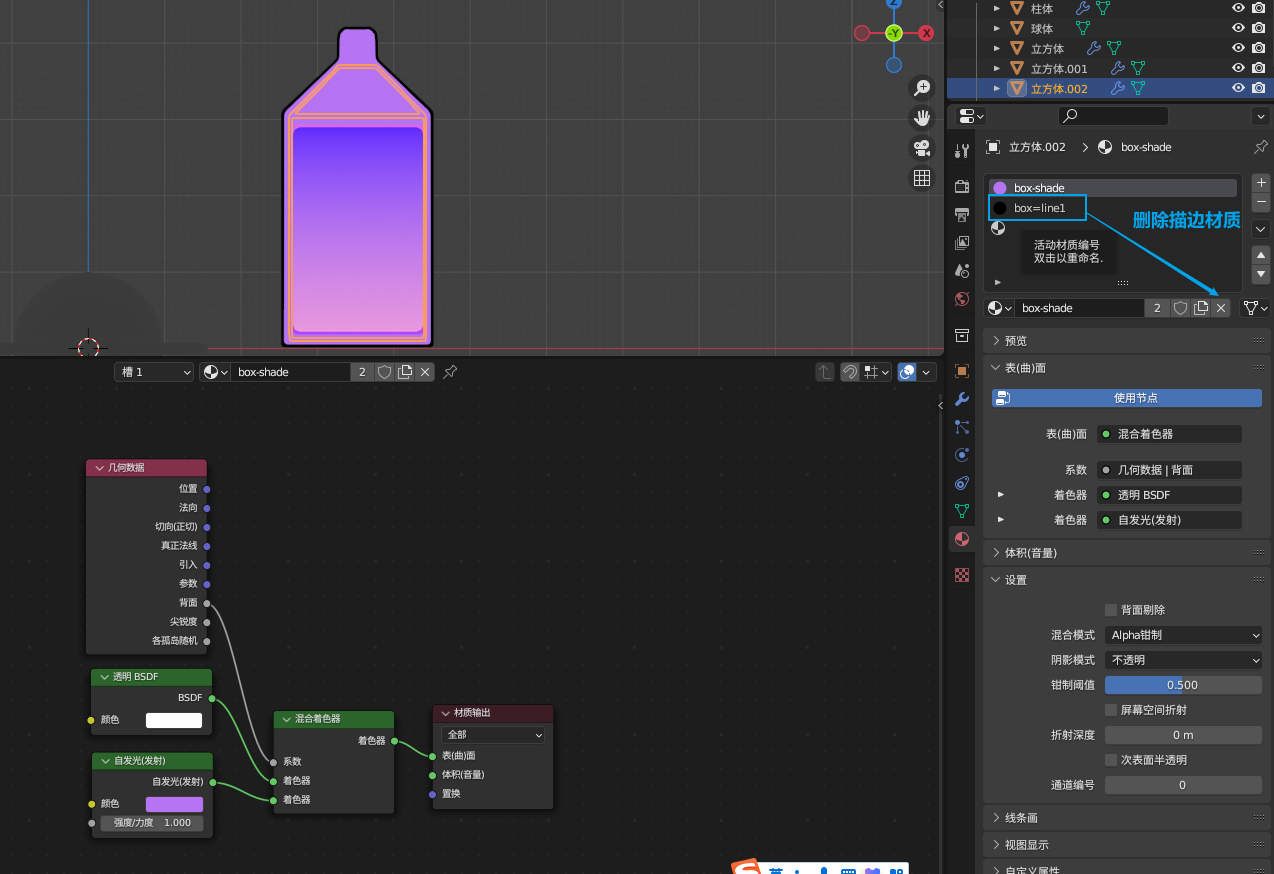 Z
-Y
X
柱体
球体
立方体
立方体.001
立方体.002
立方体.002
box-shade
box-shade
box=line1
删除描边材质
活动材质编号
双击以重命名.
box-shade
2
预览
表(曲)面
使用节点
表(曲)面
混合着色器
系数
几何数据 | 背面
着色器
透明 BSDF
着色器
自发光(发射)
体积(音量)
设置
背面剔除
混合模式
Alpha钳制
阴影模式
不透明
钳制阈值
0.500
屏幕空间折射
折射深度
0 m
次表面半透明
通道编号
0
线条画
视图显示
自定义属性
槽 1
box-shade
2
几何数据
位置
法向
切向(正切)
真正法线
引入
参数
背面
尖锐度
各孤岛随机
透明 BSDF
BSDF
颜色
自发光(发射)
自发光(发射)
颜色
强度/力度 1.000
混合着色器
着色器
系数
着色器
着色器
材质输出
全部
表(曲)面
体积(音量)
置换